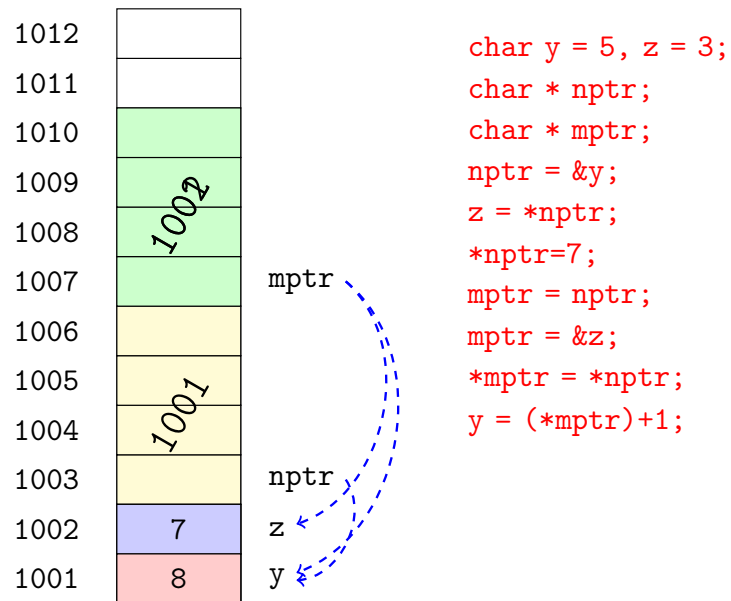 1012
1011
1010
1009
1002
1008
1007 mptr
1006
1005
1001
1004
1003 nptr
1002 7 z
1001 8 y
char y = 5, z = 3;
char * nptr;
char * mptr;
nptr = &y;
z = *nptr;
*nptr=7;
mptr = nptr;
mptr = &z;
*mptr = *nptr;
y = (*mptr)+1;